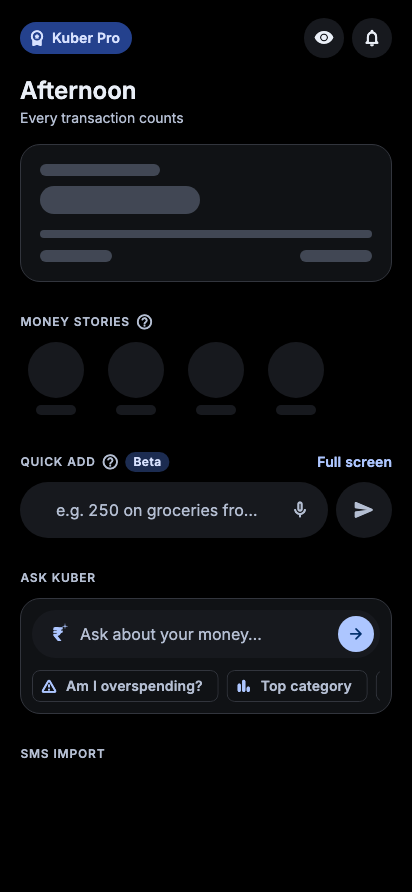 Kuber Pro
Afternoon
Every transaction counts
MONEY STORIES
QUICK ADD Beta Full screen
e.g. 250 on groceries fro...
ASK KUBER
Ask about your money...
Am I overspending? Top category
SMS IMPORT